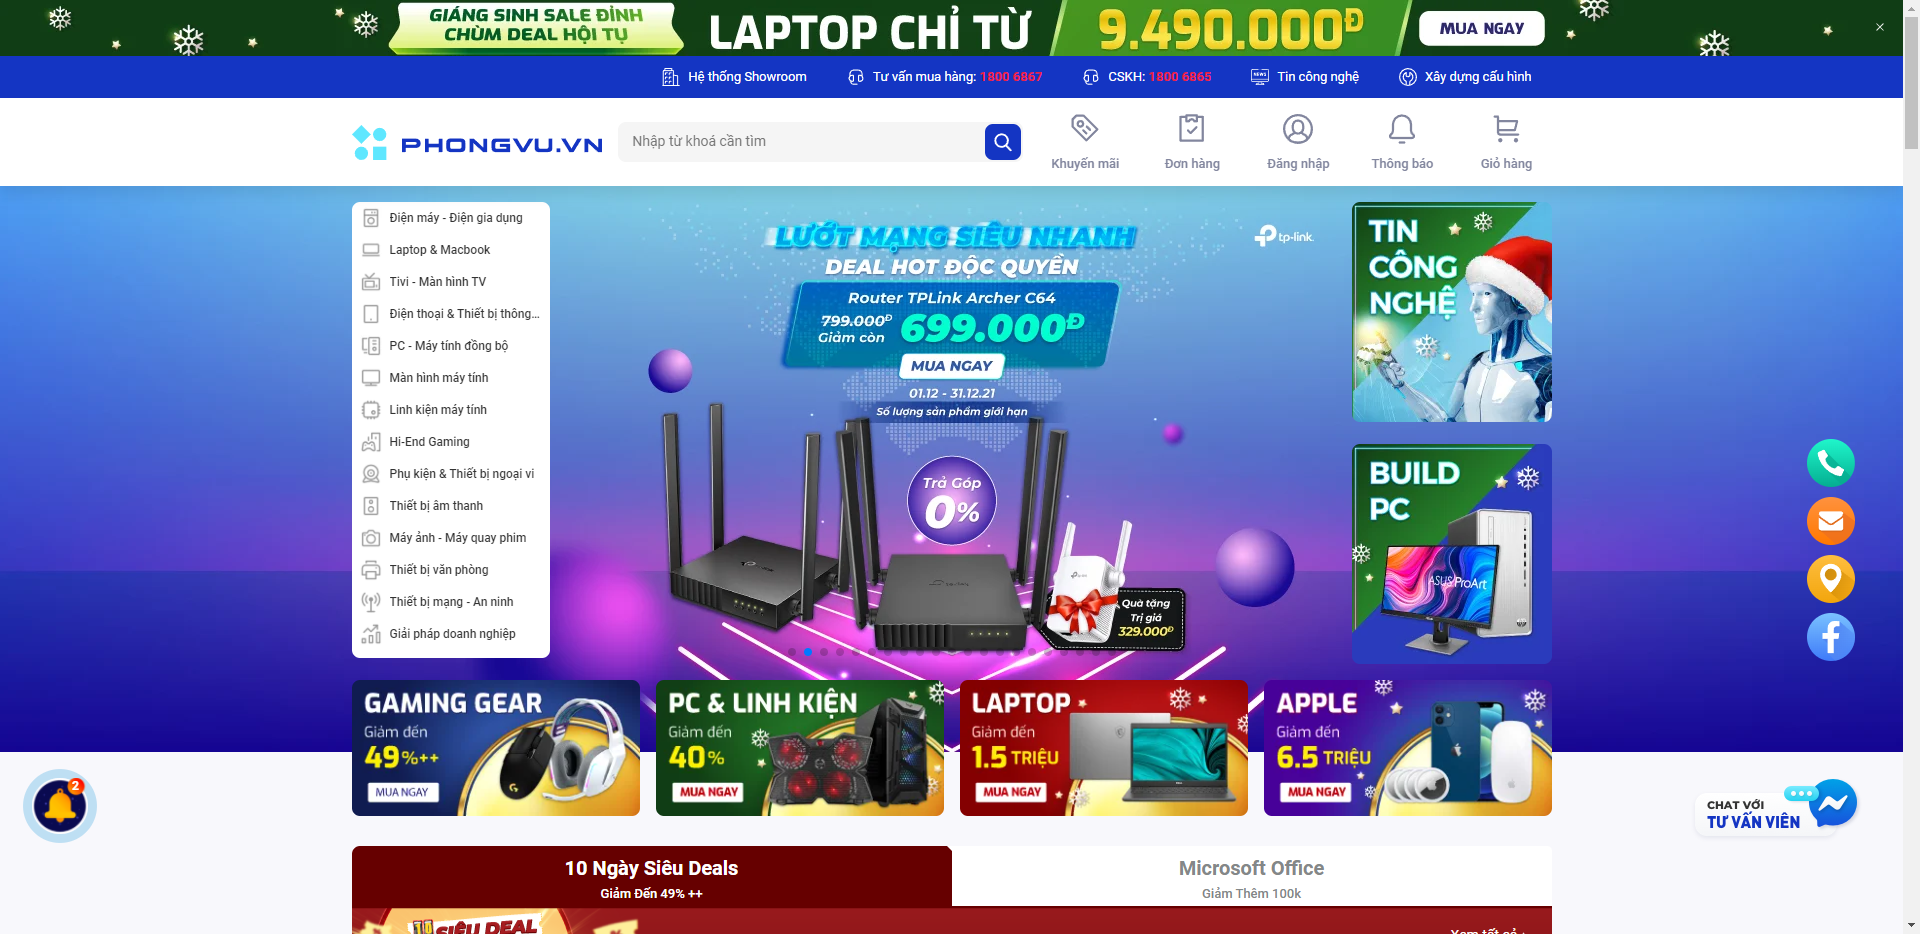 GIÁNG SINH SALE ĐỈNH
CHÙM DEAL HỘI TỤ
LAPTOP CHỈ TỪ
9.490.000Đ
MUA NGAY
Hệ thống Showroom
Tư vấn mua hàng: 1800 6867
CSKH: 1800 6865
Tin công nghệ
Xây dựng cấu hình
PHONGVU.VN
Nhập từ khoá cần tìm
Khuyến mãi
Đơn hàng
Đăng nhập
Thông báo
Giỏ hàng
Điện máy - Điện gia dụng
Laptop & Macbook
Tivi - Màn hình TV
Điện thoại & Thiết bị thông...
PC - Máy tính đồng bộ
Màn hình máy tính
Linh kiện máy tính
Hi-End Gaming
Phụ kiện & Thiết bị ngoại vi
Thiết bị âm thanh
Máy ảnh - Máy quay phim
Thiết bị văn phòng
Thiết bị mạng - An ninh
Giải pháp doanh nghiệp
LƯỚT MẠNG SIÊU NHANH
DEAL HOT ĐỘC QUYỀN
tp-link
Router TPLink Archer C64
799.000Đ
Giảm còn
699.000Đ
MUA NGAY
01.12 - 31.12.21
Số lượng sản phẩm giới hạn
Trả Góp
0%
Quà tặng
Trị giá
329.000Đ
TIN
CÔNG
NGHỆ
BUILD
PC
ASUS ProArt
GAMING GEAR
Giảm đến
49%++
MUA NGAY
PC & LINH KIỆN
Giảm đến
40%
MUA NGAY
LAPTOP
Giảm đến
1.5 TRIỆU
MUA NGAY
APPLE
Giảm đến
6.5 TRIỆU
MUA NGAY
2
CHAT VỚI
TƯ VẤN VIÊN
10 Ngày Siêu Deals
Giảm Đến 49% ++
Microsoft Office
Giảm Thêm 100k
10 SIÊU DEAL
Xem tất cả